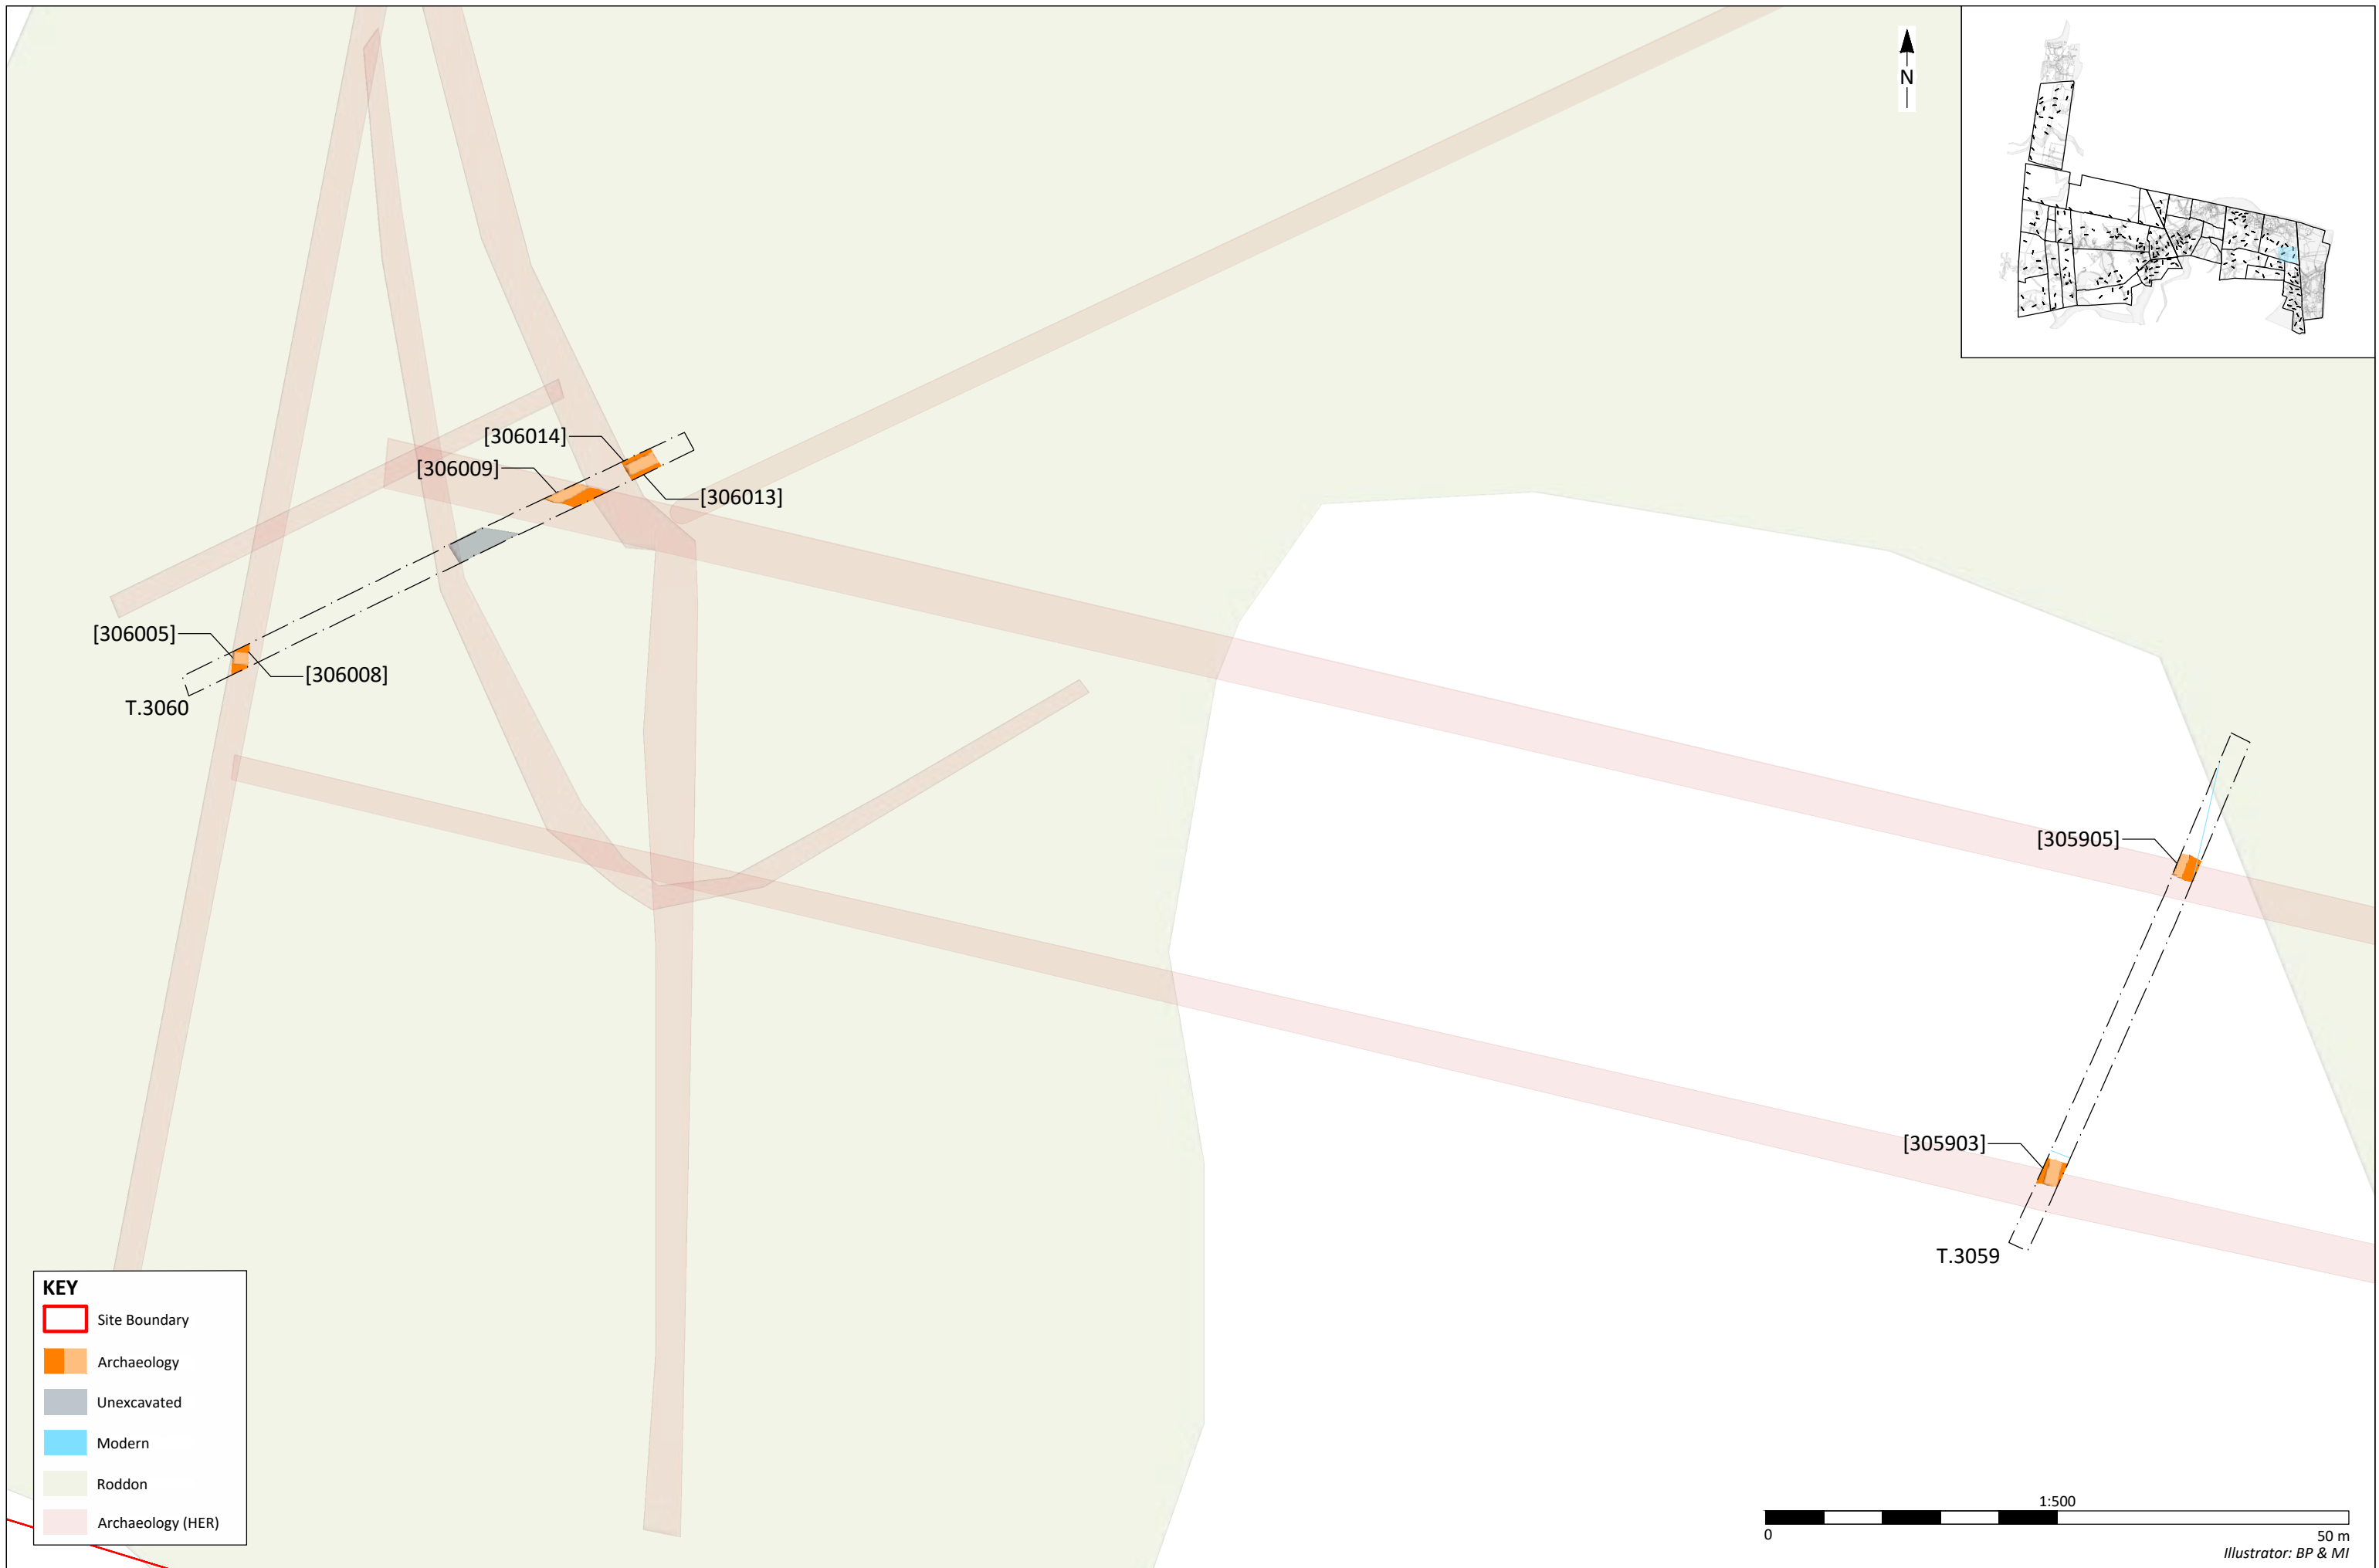 N
[306014]
[306009]
[306013]
[306005]
[306008]
T.3060
[305905]
[305903]
T.3059
KEY
Site Boundary
Archaeology
Unexcavated
Modern
Roddon
Archaeology (HER)
1:500
0
50 m
Illustrator: BP & MI